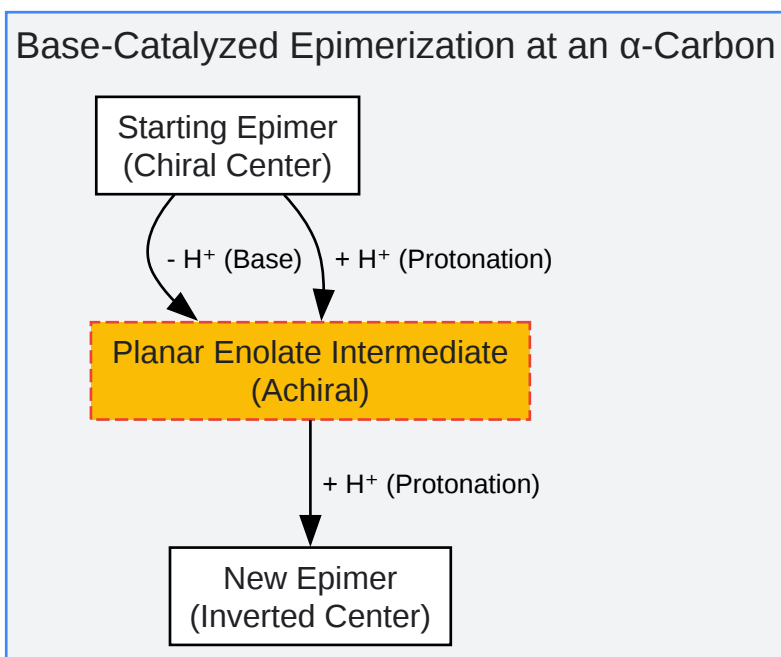 Base-Catalyzed Epimerization at an α-Carbon
Starting Epimer
(Chiral Center)
- H⁺ (Base)
+ H⁺ (Protonation)
Planar Enolate Intermediate
(Achiral)
+ H⁺ (Protonation)
New Epimer
(Inverted Center)